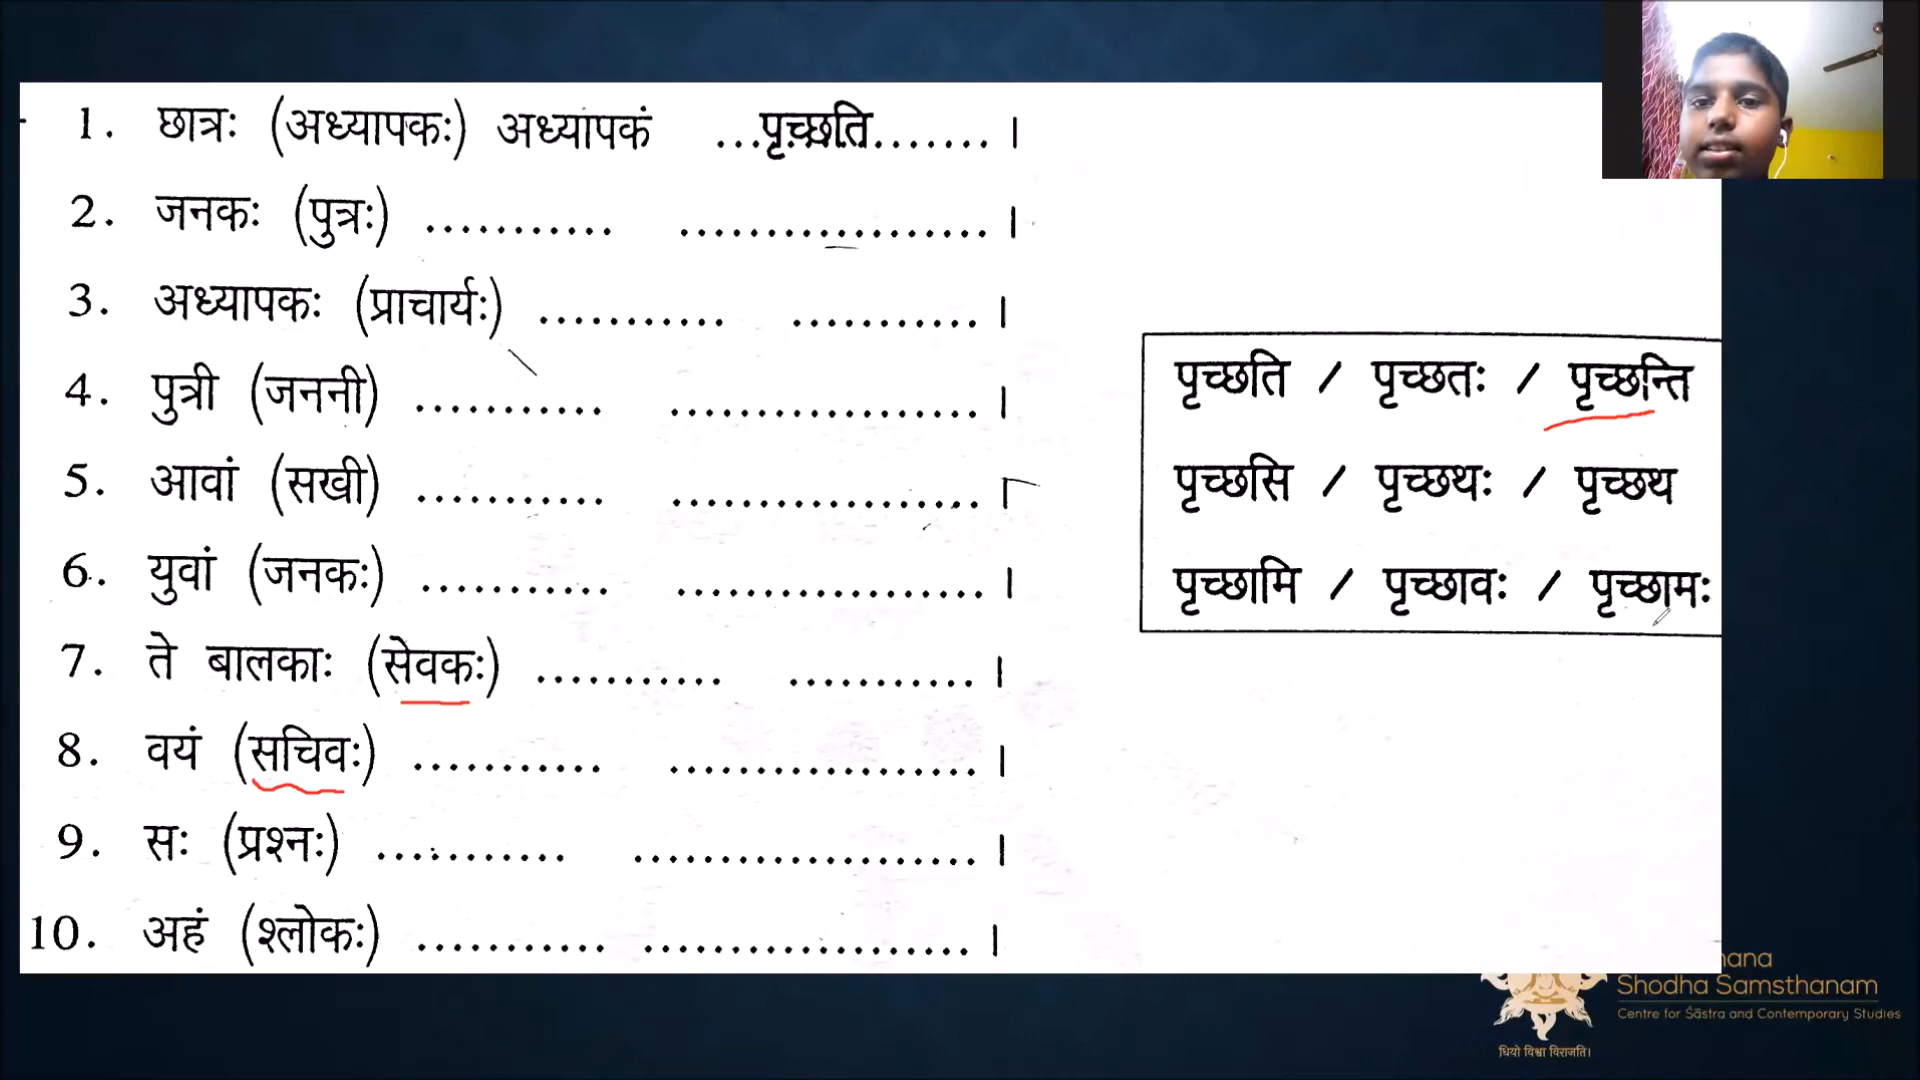 1. छात्रः (अध्यापकः) अध्यापकं ...पृच्छति....... ।
2. जनकः (पुत्रः) ........... .................. ।
3. अध्यापकः (प्राचार्यः) ........... ........... ।
4. पुत्री (जननी) ........... .................. ।
5. आवां (सखी) ........... .................. ।
6. युवां (जनकः) ........... .................. ।
7. ते बालकाः (सेवकः) ........... ........... ।
8. वयं (सचिवः) ........... .................. ।
9. सः (प्रश्नः) ........... .................... ।
10. अहं (श्लोकः) ........... ................... ।
पृच्छति / पृच्छतः / पृच्छन्ति
पृच्छसि / पृच्छथः / पृच्छथ
पृच्छामि / पृच्छावः / पृच्छामः
Shodha Samsthanam
Centre for Śāstra and Contemporary Studies
धियो विश्वा विराजति।